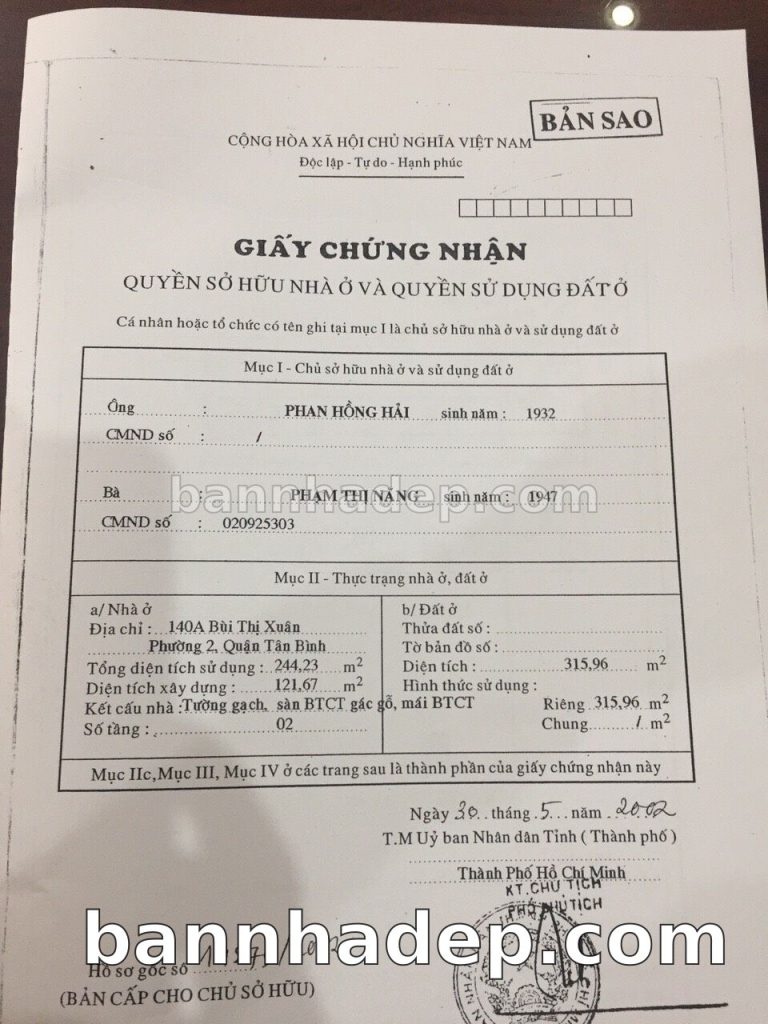 BẢN SAO
CỘNG HÒA XÃ HỘI CHỦ NGHĨA VIỆT NAM
Độc lập - Tự do - Hạnh phúc
GIẤY CHỨNG NHẬN
QUYỀN SỞ HỮU NHÀ Ở VÀ QUYỀN SỬ DỤNG ĐẤT Ở
Cá nhân hoặc tổ chức có tên ghi tại mục I là chủ sở hữu nhà ở và sử dụng đất ở
Mục I - Chủ sở hữu nhà ở và sử dụng đất ở
Ông : PHAN HỒNG HẢI sinh năm : 1932
CMND số : /
Bà : PHẠM THỊ NĂNG sinh năm : 1947
bannhadep.com
CMND số : 020925303
Mục II - Thực trạng nhà ở, đất ở
a/ Nhà ở
Địa chỉ : 140A Bùi Thị Xuân
Phường 2, Quận Tân Bình
Tổng diện tích sử dụng : 244,23 m2
Diện tích xây dựng : 121,67 m2
Kết cấu nhà : Tường gạch, sàn BTCT gác gỗ, mái BTCT
Số tầng : 02
b/ Đất ở
Thửa đất số :
Tờ bản đồ số :
Diện tích : 315,96 m2
Hình thức sử dụng :
Riêng 315,96 m2
Chung / m2
Mục IIc, Mục III, Mục IV ở các trang sau là thành phần của giấy chứng nhận này
Ngày 30 tháng 5 năm 2002
T.M Uỷ ban Nhân dân Tỉnh ( Thành phố )
Thành Phố Hồ Chí Minh
KT. CHỦ TỊCH
PHÓ CHỦ TỊCH
bannhadep.com
Hồ sơ gốc số
(BẢN CẤP CHO CHỦ SỞ HỮU)